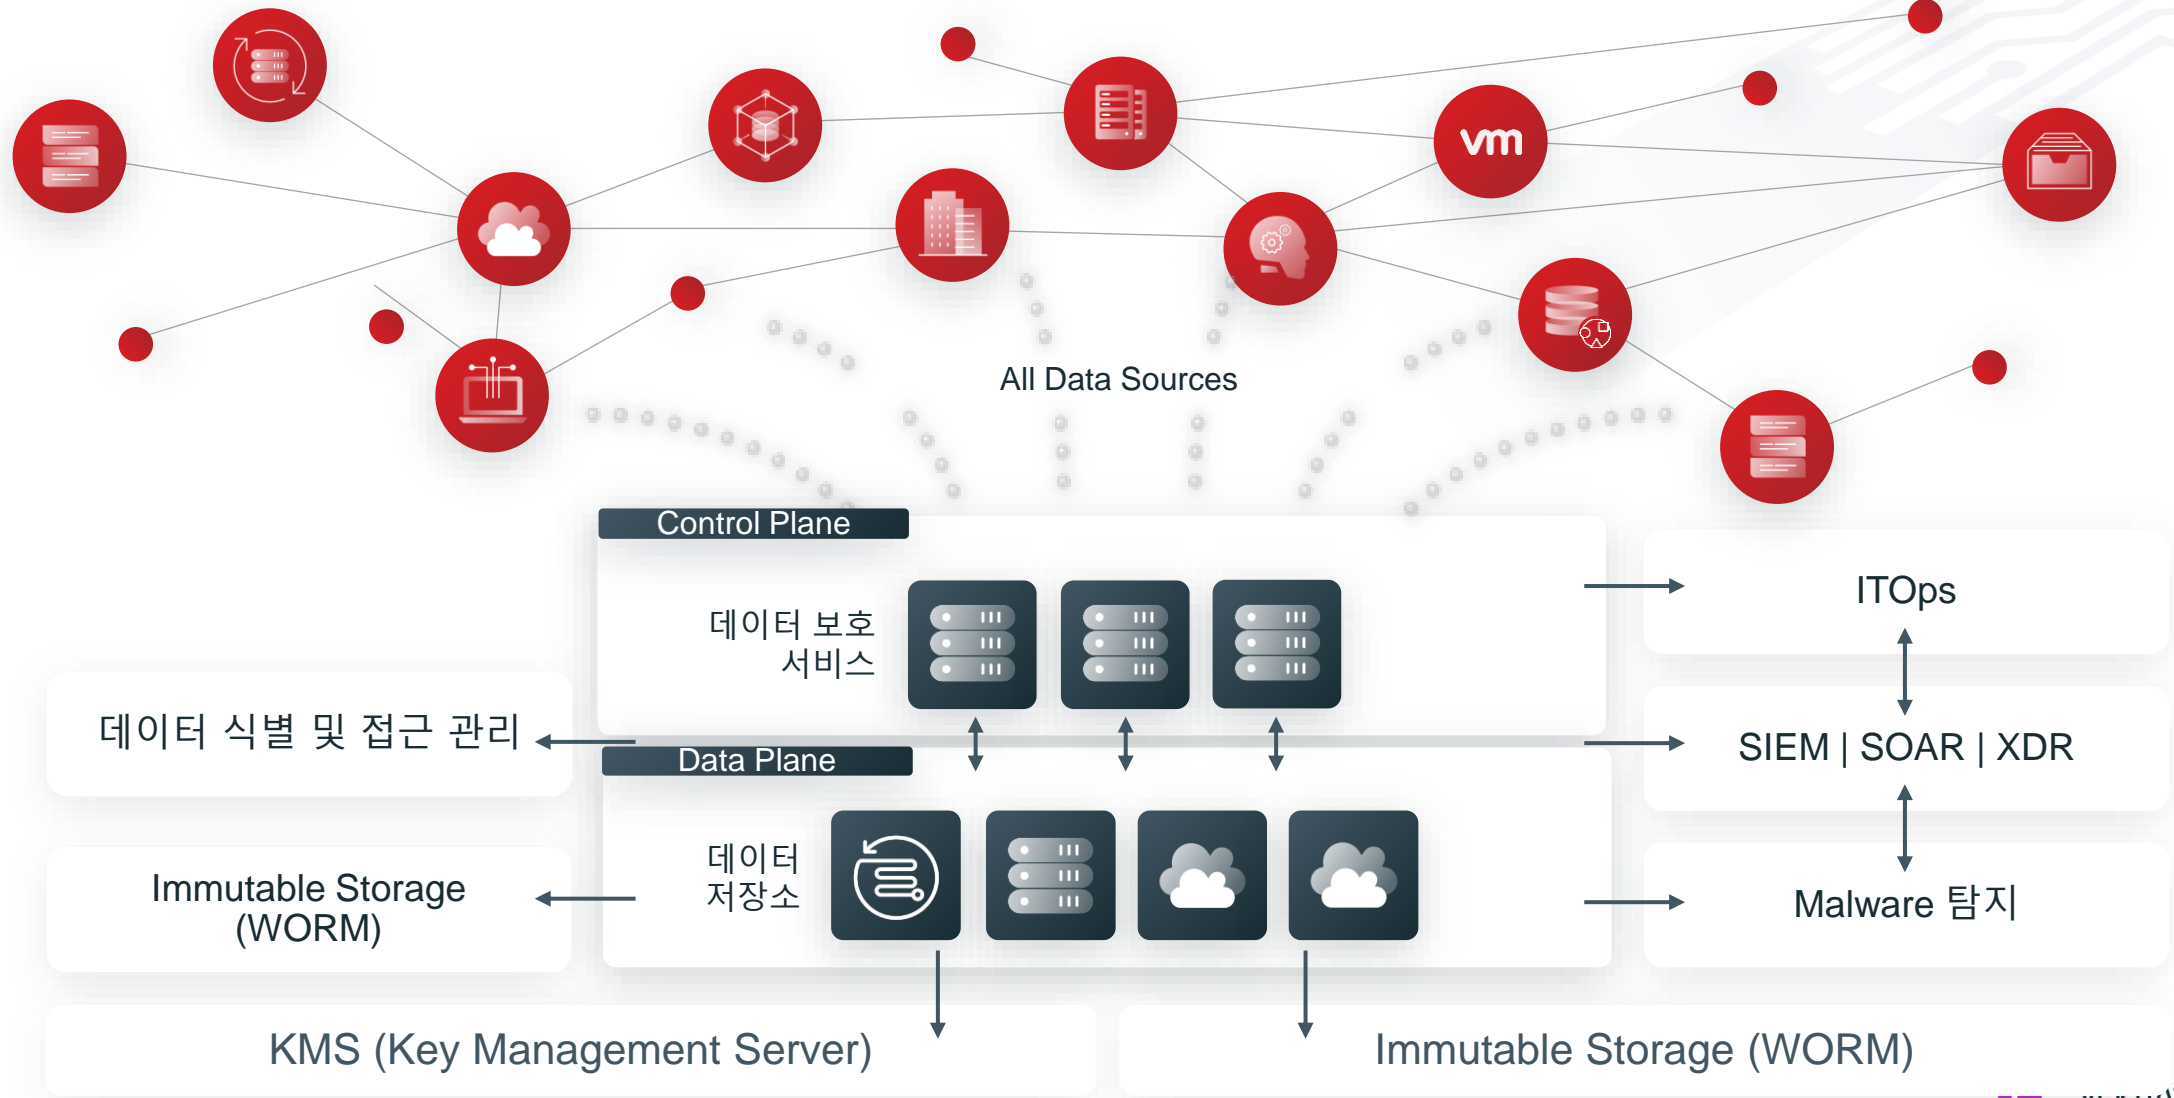 vm
All Data Sources
Control Plane
데이터 보호
서비스
ITOps
데이터 식별 및 접근 관리
Data Plane
SIEM | SOAR | XDR
데이터
저장소
Immutable Storage
(WORM)
Malware 탐지
KMS (Key Management Server)
Immutable Storage (WORM)